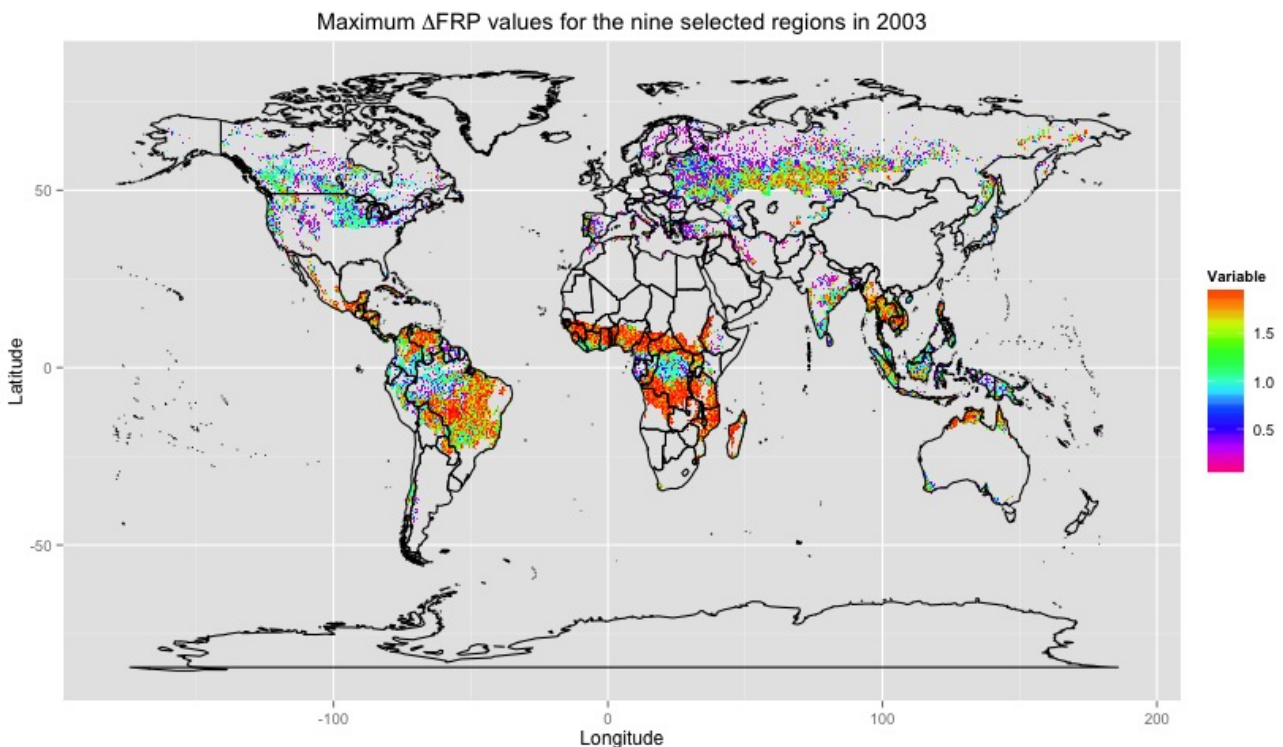 Maximum ΔFRP values for the nine selected regions in 2003
Latitude
50
0
-50
-100
0
100
200
Longitude
Variable
1.5
1.0
0.5